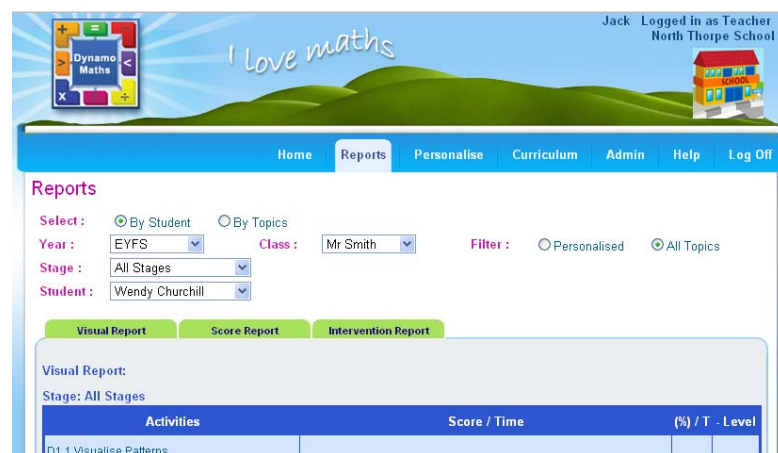 Jack Logged in as Teacher
North Thorpe School
+ =
> Dynamo Maths <
x ÷
I love maths
SCHOOL
Home Reports Personalise Curriculum Admin Help Log Off
Reports
Select : By Student By Topics
Year : EYFS Class : Mr Smith Filter : Personalised All Topics
Stage : All Stages
Student : Wendy Churchill
Visual Report Score Report Intervention Report
Visual Report:
Stage: All Stages
Activities Score / Time (%) / T - Level
D1.1 Visualise Patterns